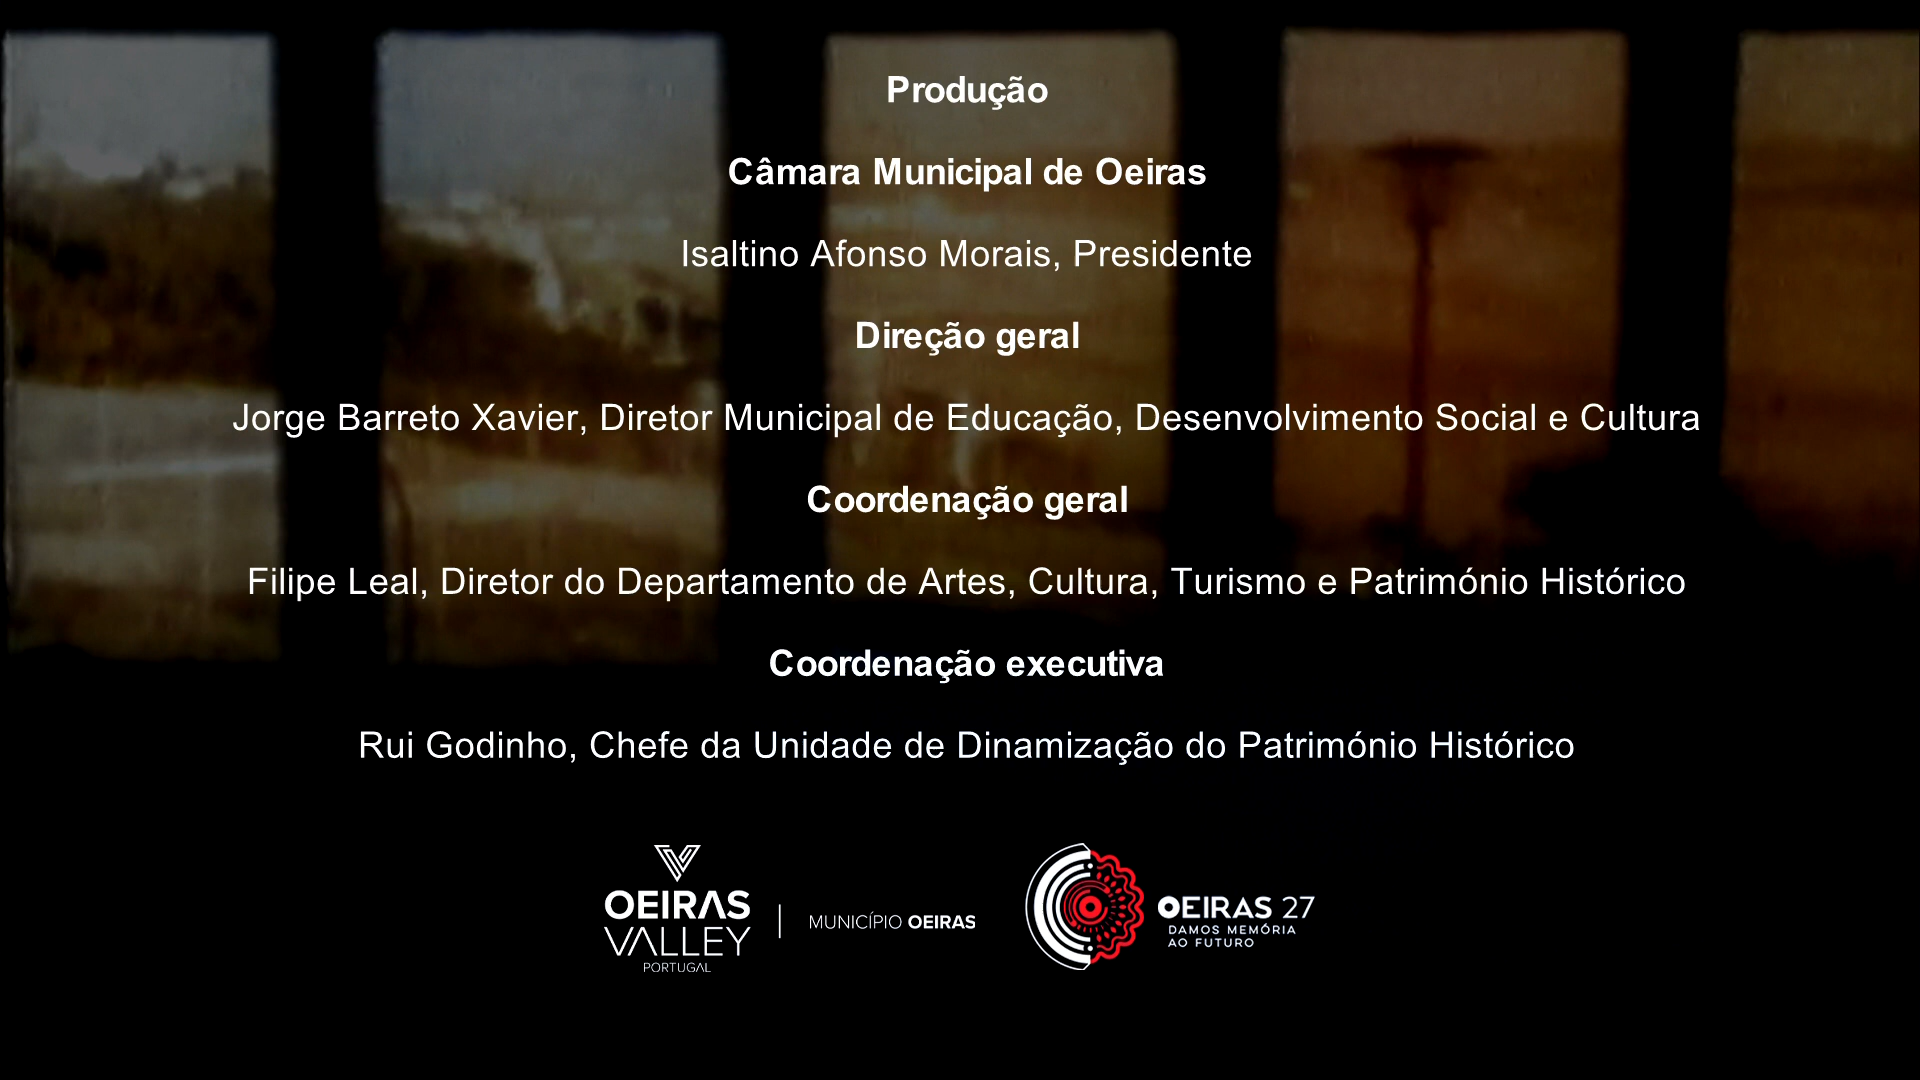 Produção
Câmara Municipal de Oeiras
Isaltino Afonso Morais, Presidente
Direção geral
Jorge Barreto Xavier, Diretor Municipal de Educação, Desenvolvimento Social e Cultura
Coordenação geral
Filipe Leal, Diretor do Departamento de Artes, Cultura, Turismo e Património Histórico
Coordenação executiva
Rui Godinho, Chefe da Unidade de Dinamização do Património Histórico
OEIRAS
VALLEY
PORTUGAL
MUNICÍPIO OEIRAS
OEIRAS 27
DAMOS MEMÓRIA
AO FUTURO